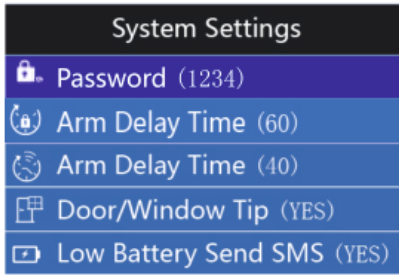 System Settings
Password (1234)
Arm Delay Time (60)
Arm Delay Time (40)
Door/Window Tip (YES)
Low Battery Send SMS (YES)